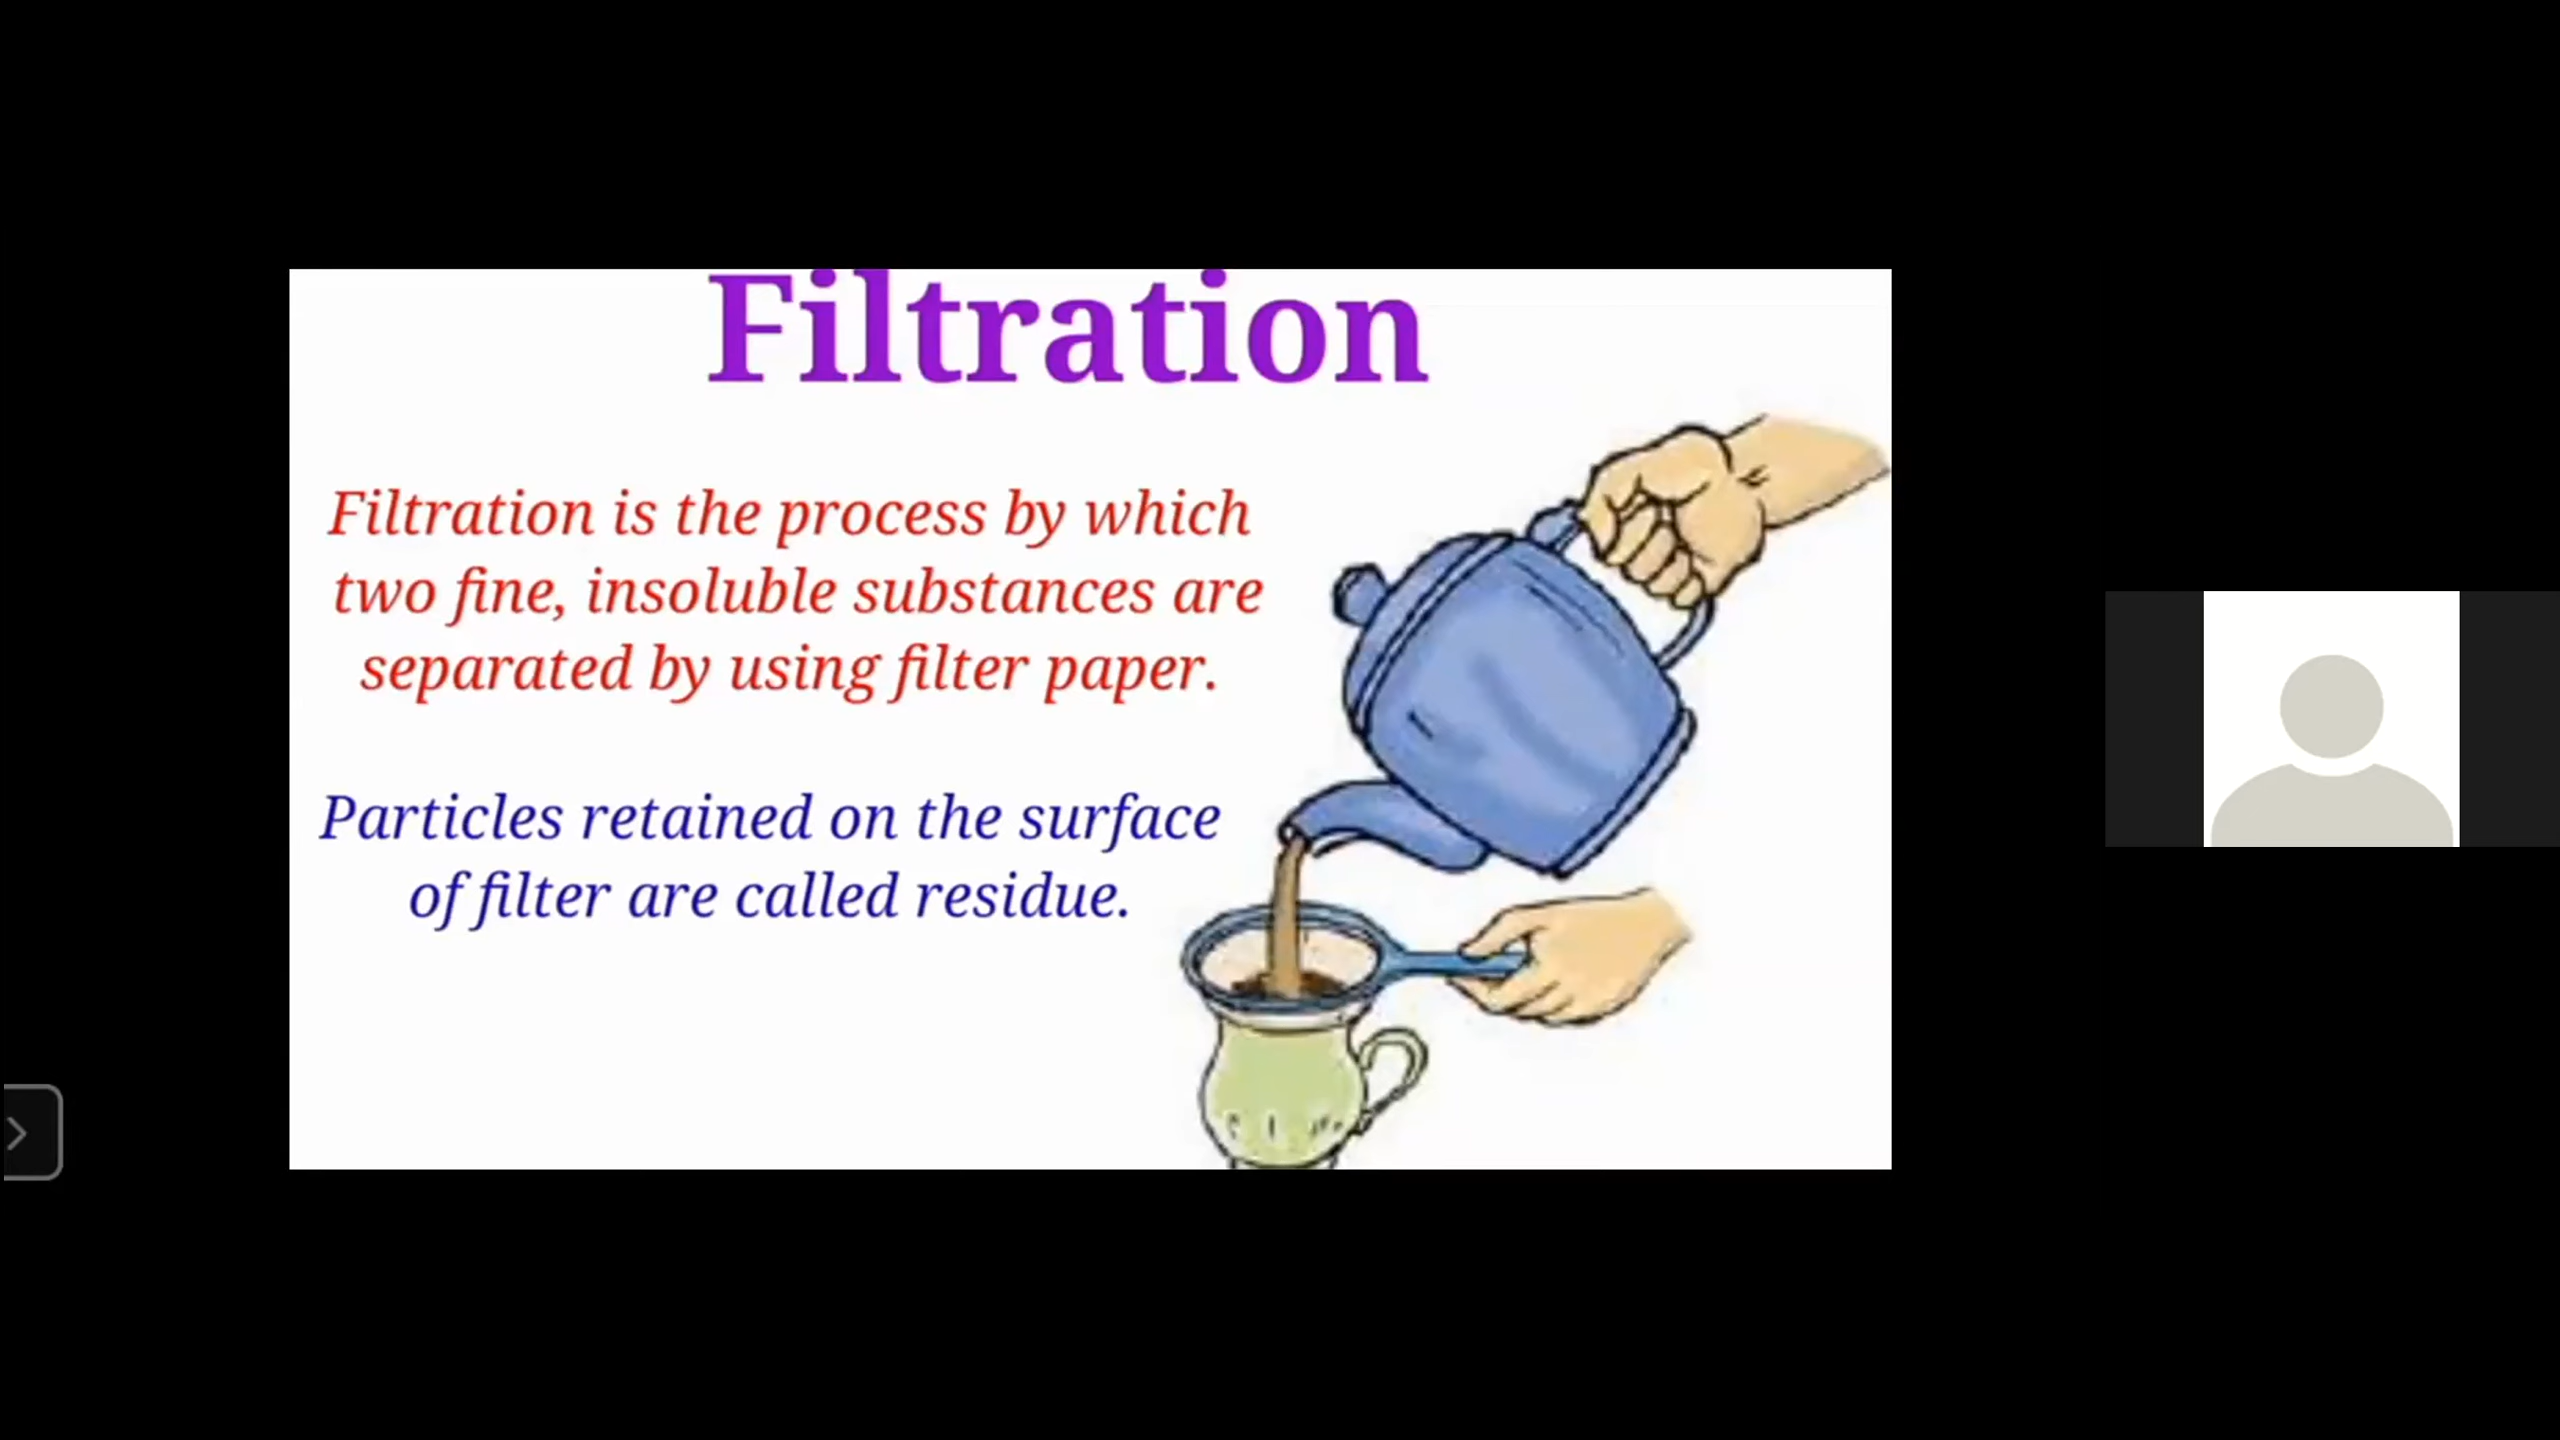 Filtration
Filtration is the process by which
two fine, insoluble substances are
separated by using filter paper.
Particles retained on the surface
of filter are called residue.